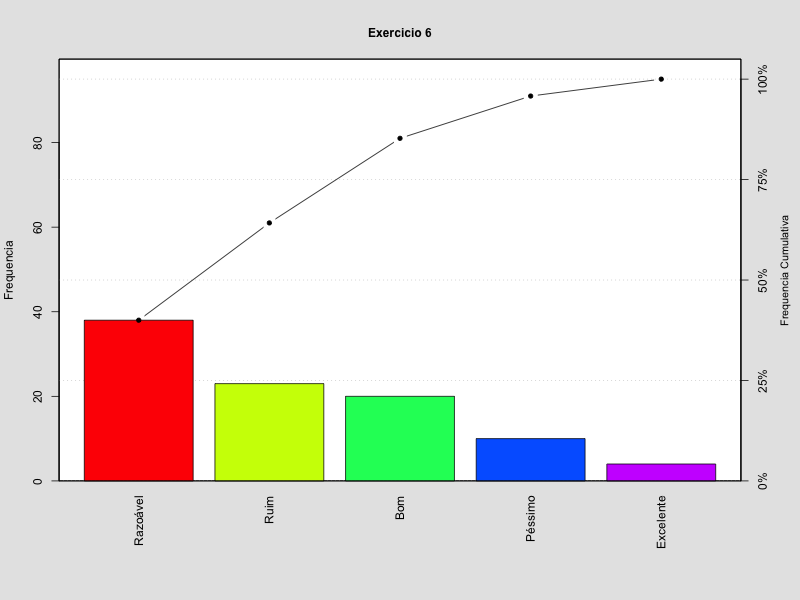 Exercicio 6
Frequencia
0
20
40
60
80
0%
25%
50%
75%
100%
Frequencia Cumulativa
Razoável
Ruim
Bom
Péssimo
Excelente